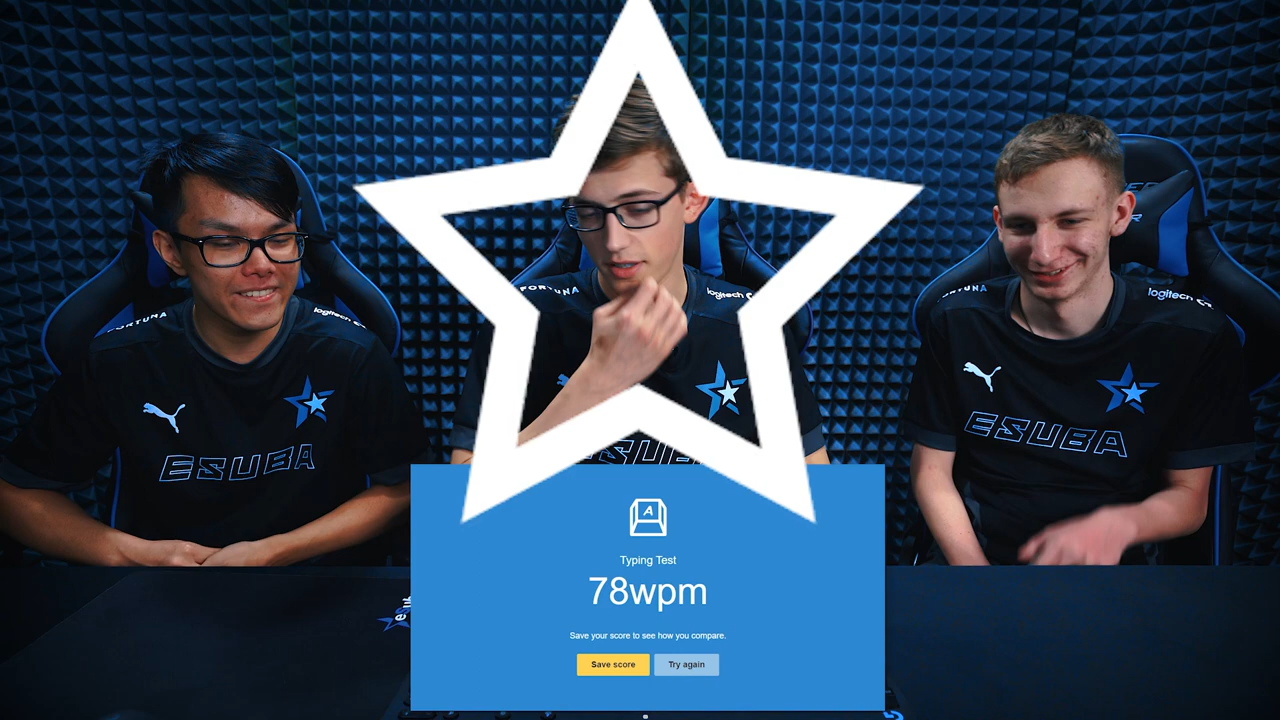 FORTUNA
logitech G
ESUBA
FORTUNA
logitech
ESUBA
logitech G
ESUBA
A
Typing Test
78wpm
Save your score to see how you compare.
Save score
Try again